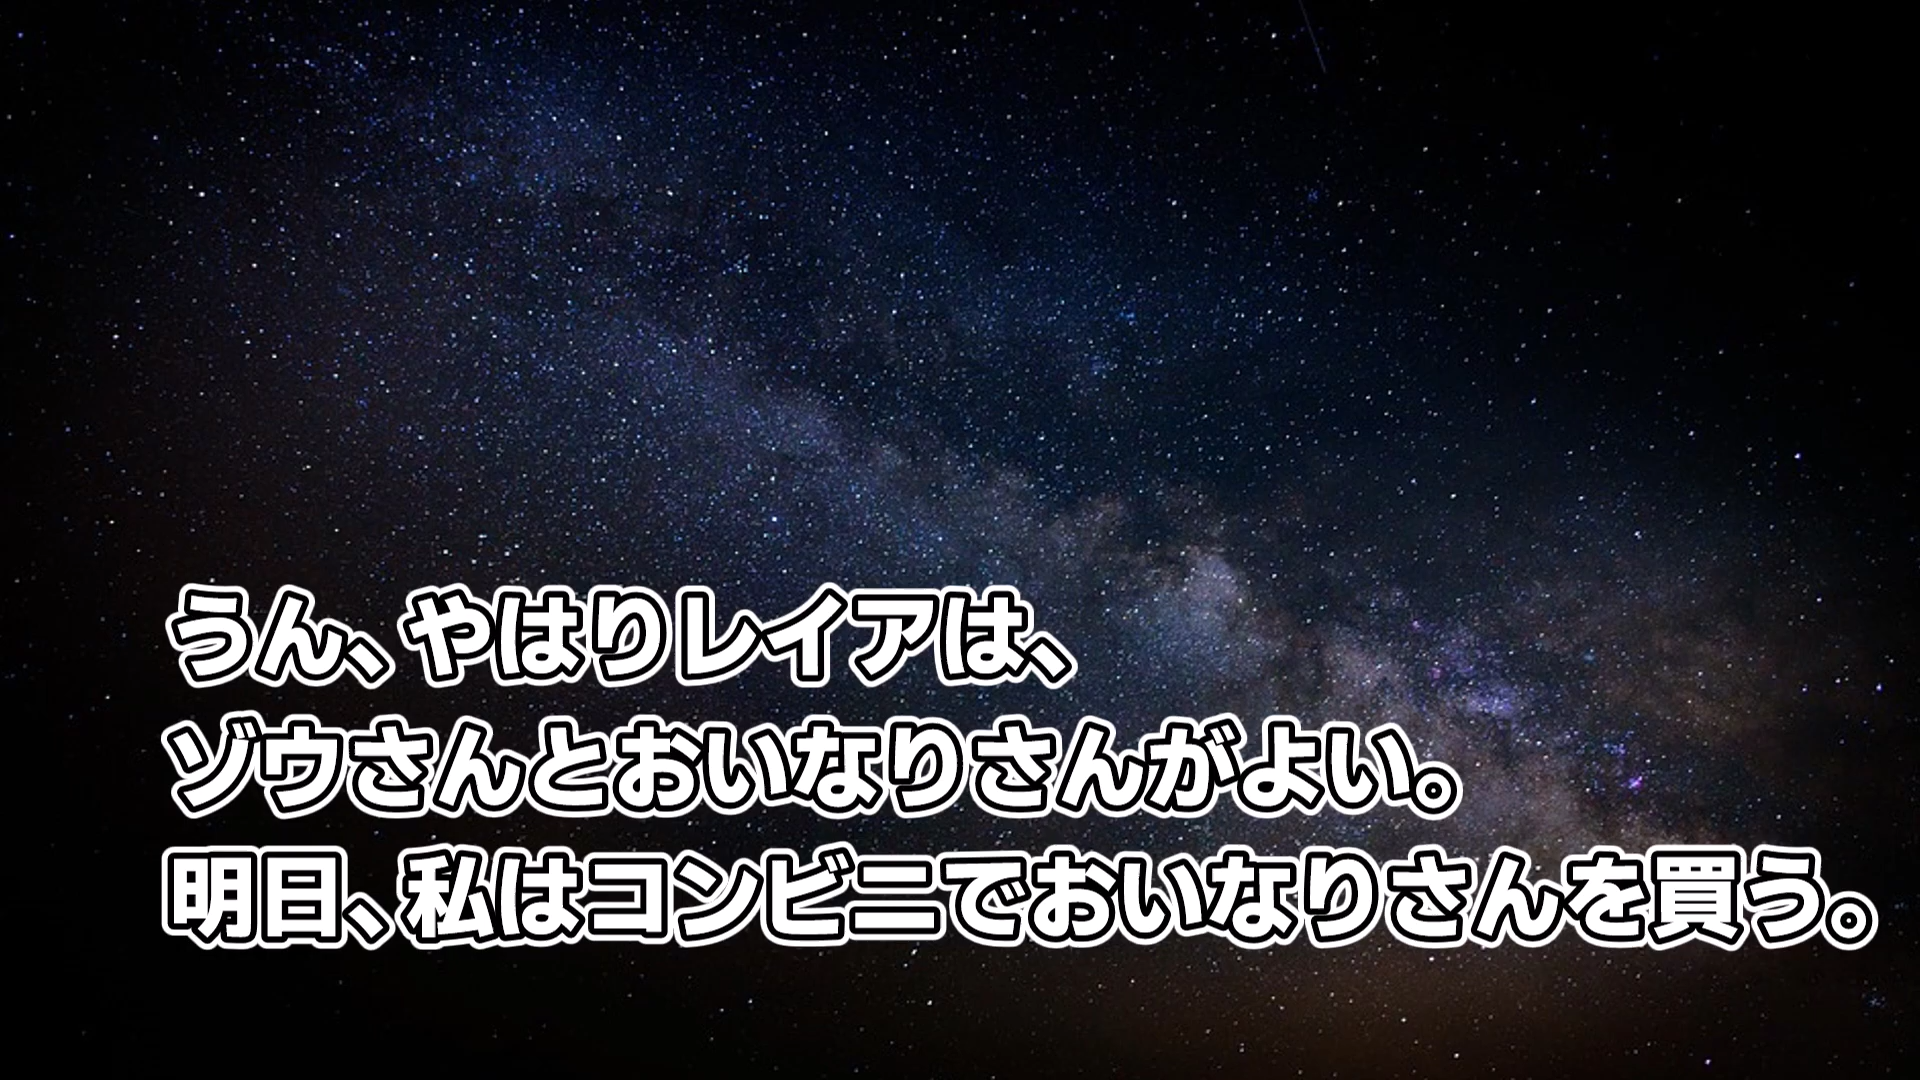 うん、やはりレイアは、
ゾウさんとおいなりさんがよい。
明日、私はコンビニでおいなりさんを買う。